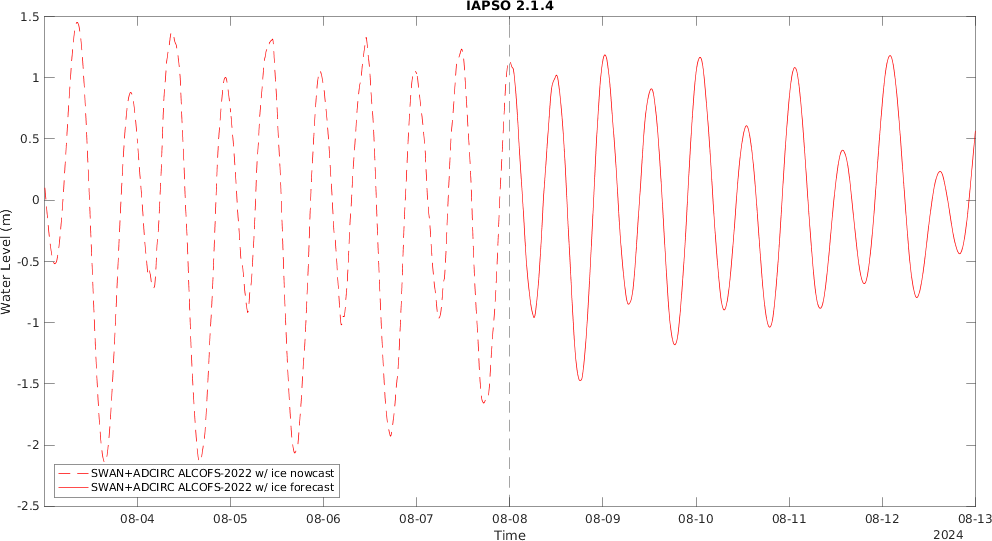 IAPSO 2.1.4
1.5
1
0.5
0
-0.5
-1
-1.5
-2
-2.5
Water Level (m)
SWAN+ADCIRC ALCOFS-2022 w/ ice nowcast
SWAN+ADCIRC ALCOFS-2022 w/ ice forecast
08-04 08-05 08-06 08-07 08-08 08-09 08-10 08-11 08-12 08-13
Time
2024